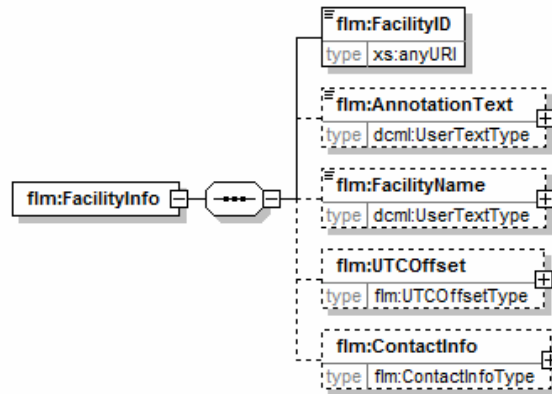 flm:FacilityID
type xs:anyURI
flm:AnnotationText
type dcml:UserTextType
flm:FacilityInfo
flm:FacilityName
type dcml:UserTextType
flm:UTCOffset
type flm:UTCOffsetType
flm:ContactInfo
type flm:ContactInfoType